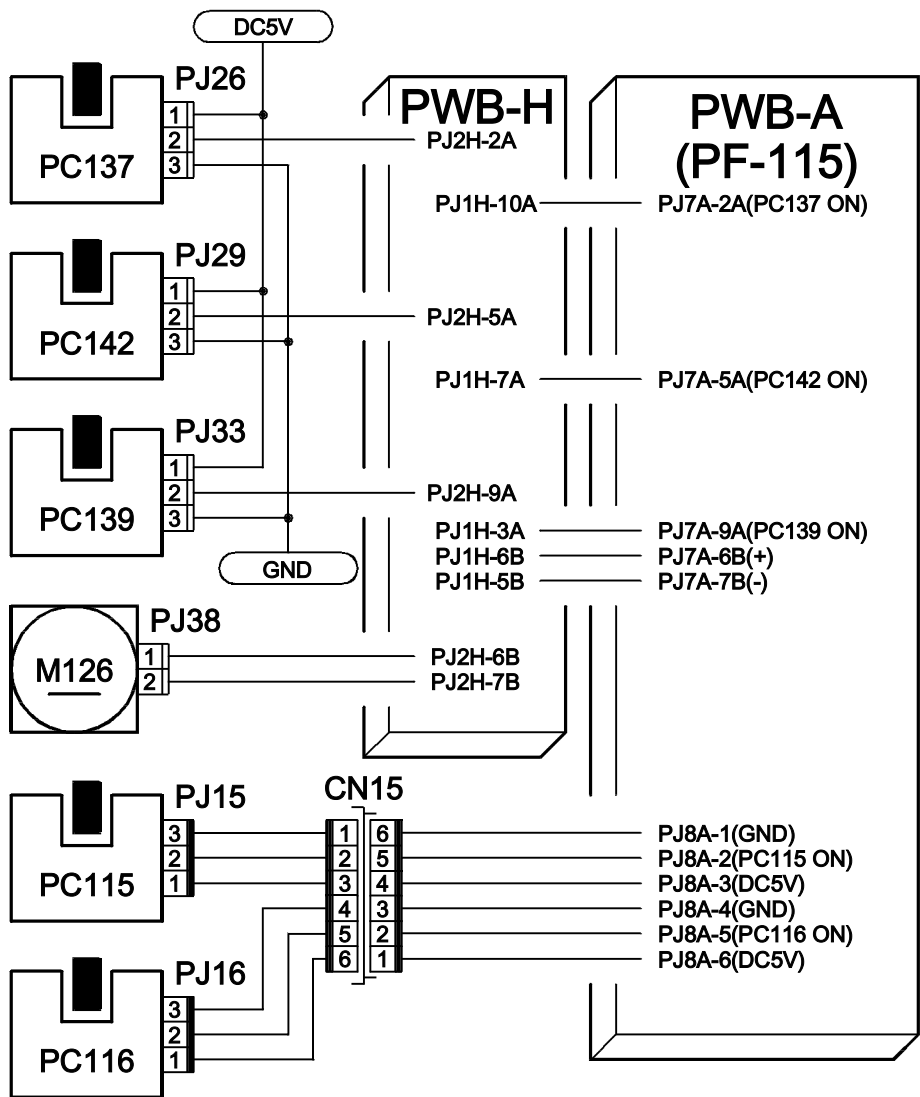 DC5V
PJ26
1
2
3
PC137
PWB-H
PWB-A
(PF-115)
PJ2H-2A
PJ1H-10A
PJ7A-2A(PC137 ON)
PJ29
1
2
3
PC142
PJ2H-5A
PJ1H-7A
PJ7A-5A(PC142 ON)
PJ33
1
2
3
PC139
PJ2H-9A
PJ1H-3A
PJ7A-9A(PC139 ON)
PJ1H-6B
PJ7A-6B(+)
PJ1H-5B
PJ7A-7B(-)
GND
PJ38
M126
1
2
PJ2H-6B
PJ2H-7B
PJ15
3
2
1
PC115
CN15
1 6
2 5
3 4
4 3
5 2
6 1
PJ8A-1(GND)
PJ8A-2(PC115 ON)
PJ8A-3(DC5V)
PJ8A-4(GND)
PJ8A-5(PC116 ON)
PJ8A-6(DC5V)
PJ16
3
2
1
PC116